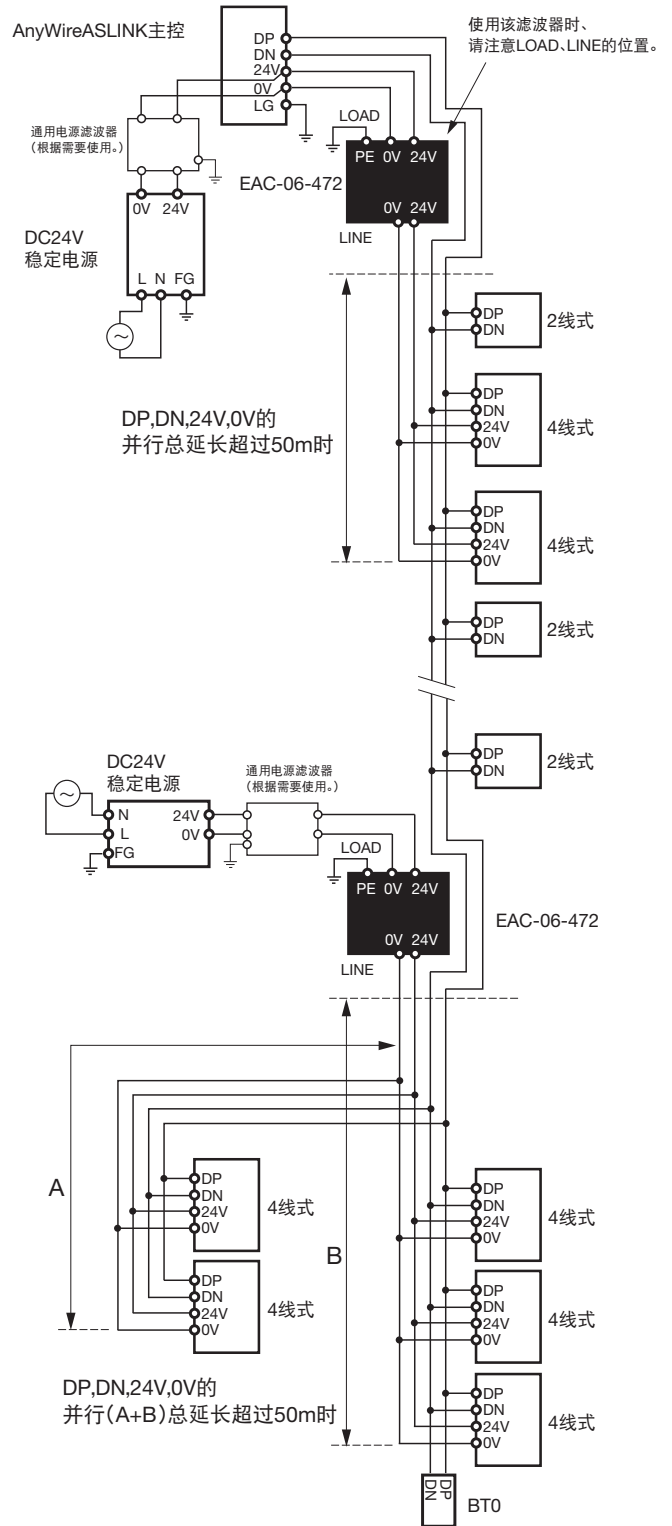 AnyWireASLINK主控
DP
DN
24V
0V
LG
使用该滤波器时、
请注意LOAD、LINE的位置。
通用电源滤波器
(根据需要使用。)
LOAD
PE 0V 24V
EAC-06-472
0V 24V
LINE
0V 24V
DC24V
稳定电源
L N FG
DP
DN
2线式
DP,DN,24V,0V的
并行总延长超过50m时
DP
DN
24V
0V
4线式
DP
DN
24V
0V
4线式
DP
DN
2线式
DP
DN
2线式
DC24V
稳定电源
N
L
FG
24V
0V
通用电源滤波器
(根据需要使用。)
LOAD
PE 0V 24V
0V 24V
EAC-06-472
LINE
A
B
DP
DN
24V
0V
4线式
DP
DN
24V
0V
4线式
DP
DN
24V
0V
4线式
DP
DN
24V
0V
4线式
DP
DN
24V
0V
4线式
DP,DN,24V,0V的
并行(A+B)总延长超过50m时
DP
DN
BT0